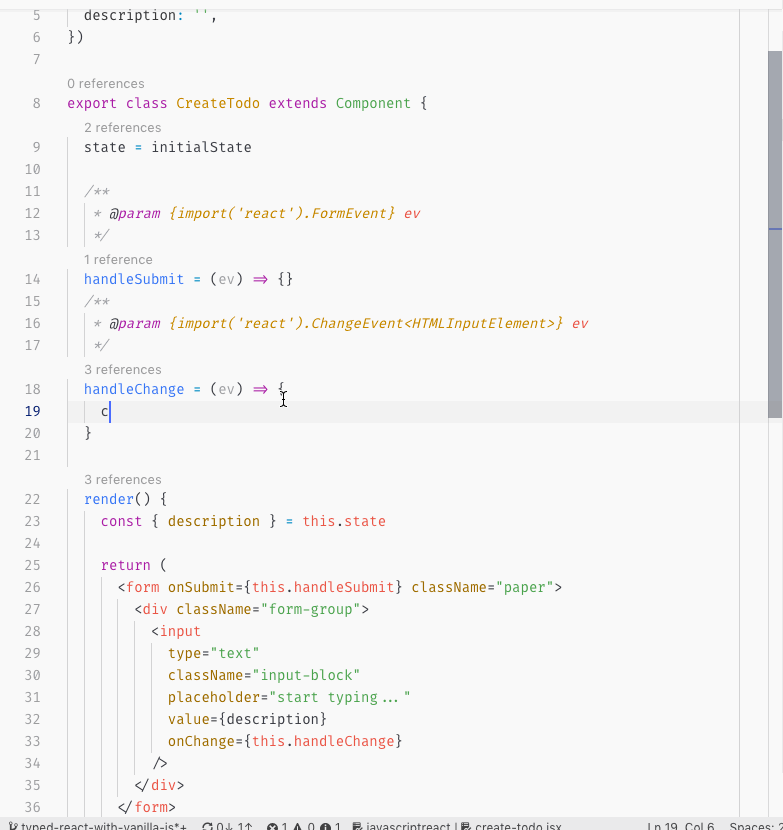 5 description: '',
6 })
7
0 references
8 export class CreateTodo extends Component {
2 references
9 state = initialState
10
11 /**
12 * @param {import('react').FormEvent} ev
13 */
1 reference
14 handleSubmit = (ev) => {}
15 /**
16 * @param {import('react').ChangeEvent<HTMLInputElement>} ev
17 */
3 references
18 handleChange = (ev) => {
19 c
20 }
21
3 references
22 render() {
23 const { description } = this.state
24
25 return (
26 <form onSubmit={this.handleSubmit} className="paper">
27 <div className="form-group">
28 <input
29 type="text"
30 className="input-block"
31 placeholder="start typing..."
32 value={description}
33 onChange={this.handleChange}
34 />
35 </div>
36 </form>
typed-react-with-vanilla-js*+ 0↓ 1↑ 1 0 1 javascriptreact | create-todo.jsx Ln 19, Col 6 Spaces: 2